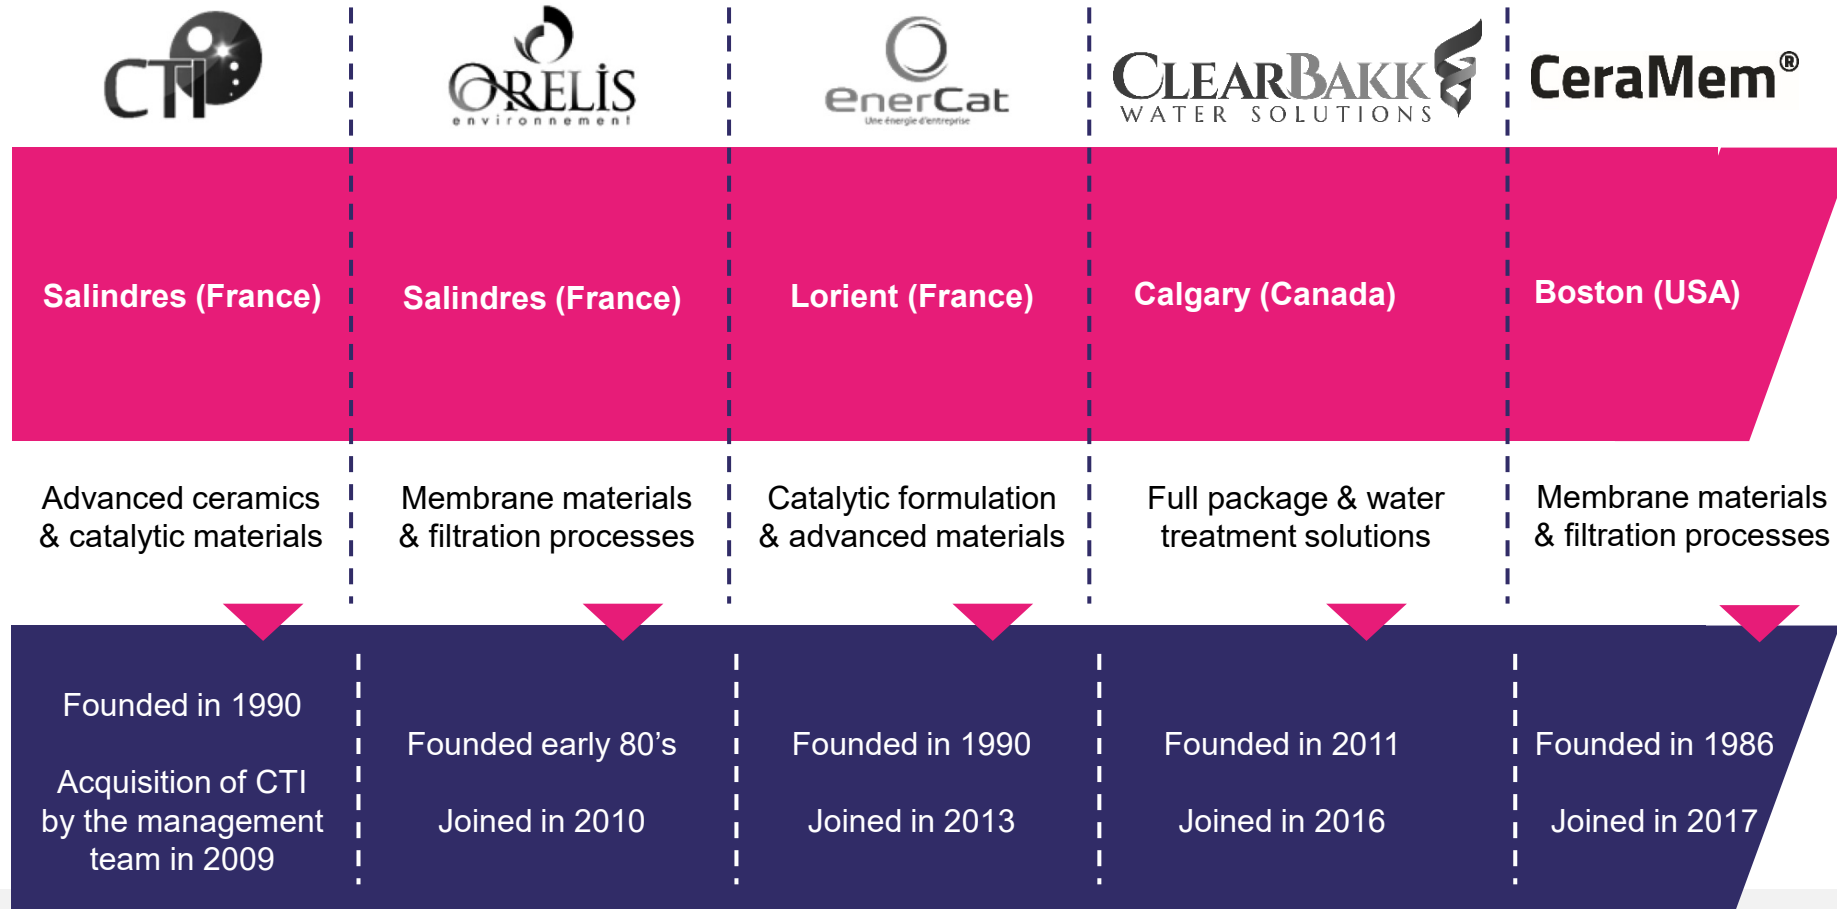 CTI
ORELIS
environnement
enerCat
Une énergie d'entreprise
CLEARBAKK
WATER SOLUTIONS
CeraMem®
Salindres (France)
Salindres (France)
Lorient (France)
Calgary (Canada)
Boston (USA)
Advanced ceramics
& catalytic materials
Membrane materials
& filtration processes
Catalytic formulation
& advanced materials
Full package & water
treatment solutions
Membrane materials
& filtration processes
Founded in 1990
Acquisition of CTI
by the management
team in 2009
Founded early 80’s
Joined in 2010
Founded in 1990
Joined in 2013
Founded in 2011
Joined in 2016
Founded in 1986
Joined in 2017